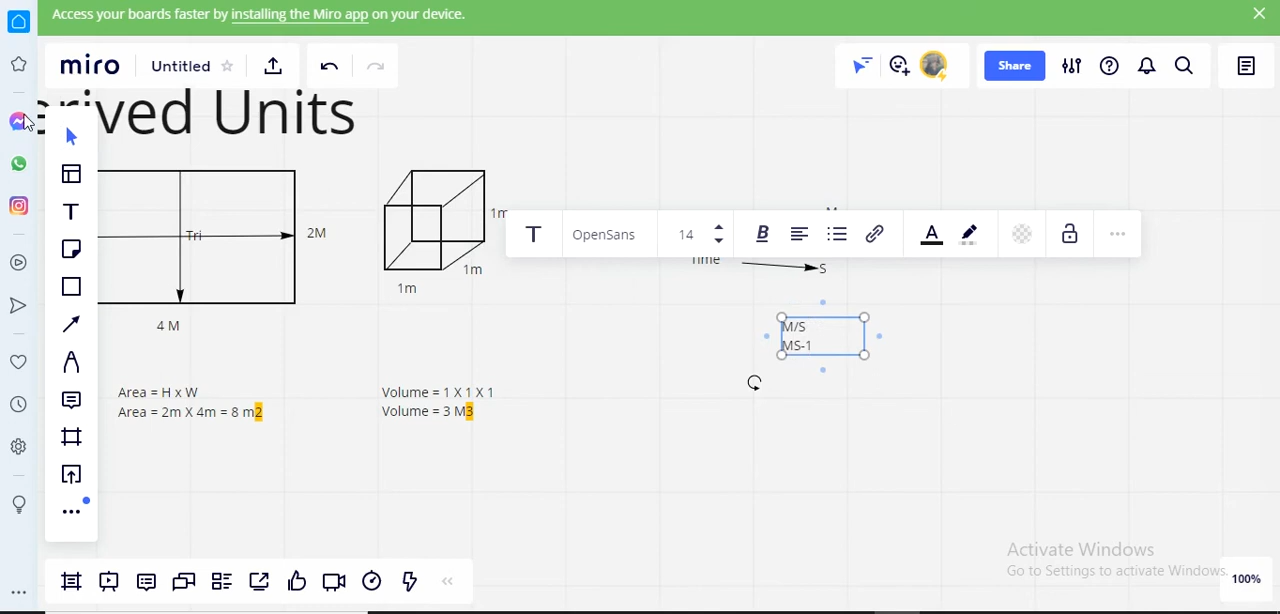 Access your boards faster by installing the Miro app on your device.
miro Untitled
Share
Derived Units
Tri
2M
1m
1m
1m
4 M
OpenSans 14 B A
Time
S
M/S
MS-1
Area = H x W
Area = 2m X 4m = 8 m2
Volume = 1 X 1 X 1
Volume = 3 M3
Activate Windows
Go to Settings to activate Windows.
100%